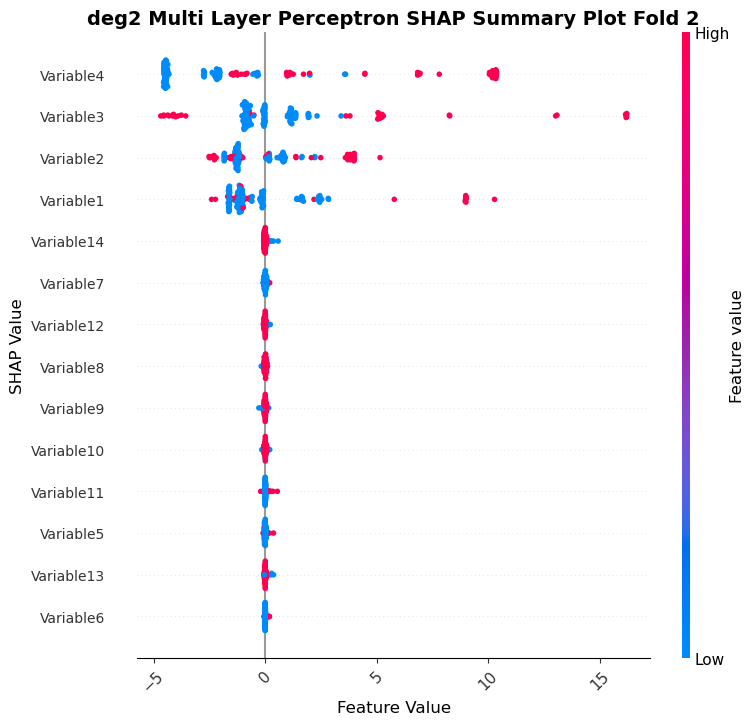 deg2 Multi Layer Perceptron SHAP Summary Plot Fold 2
High
Variable4
Variable3
Variable2
Variable1
Variable14
Variable7
Variable12
Variable8
Variable9
Variable10
Variable11
Variable5
Variable13
Variable6
SHAP Value
Feature value
Low
−5
0
5
10
15
Feature Value